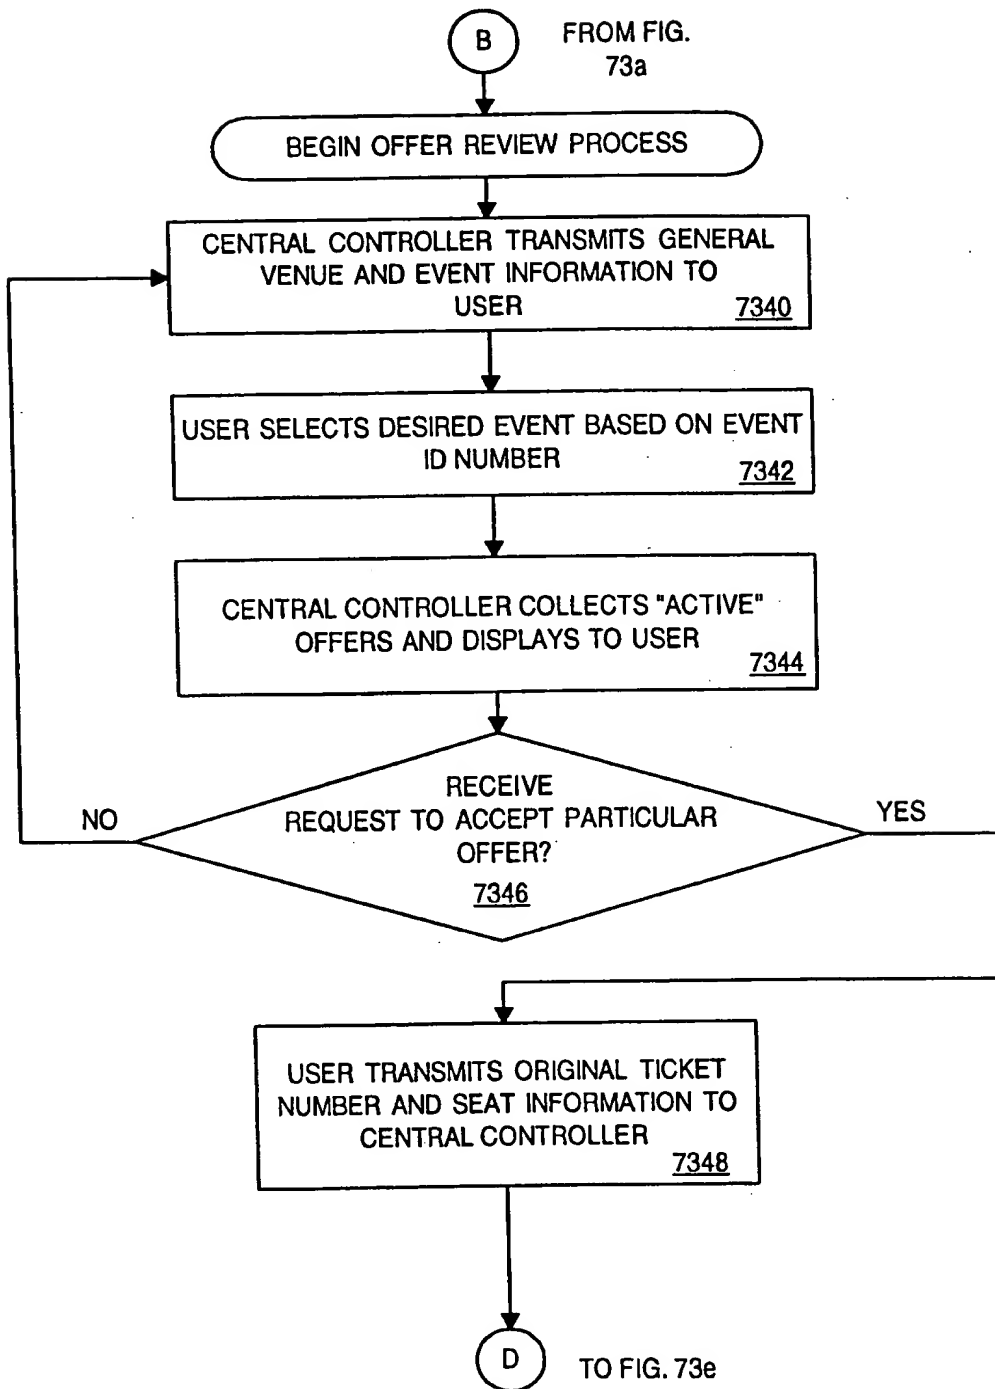 B
FROM FIG.
73a
BEGIN OFFER REVIEW PROCESS
CENTRAL CONTROLLER TRANSMITS GENERAL
VENUE AND EVENT INFORMATION TO
USER
7340
USER SELECTS DESIRED EVENT BASED ON EVENT
ID NUMBER
7342
CENTRAL CONTROLLER COLLECTS "ACTIVE"
OFFERS AND DISPLAYS TO USER
7344
RECEIVE
REQUEST TO ACCEPT PARTICULAR
OFFER?
7346
NO
YES
USER TRANSMITS ORIGINAL TICKET
NUMBER AND SEAT INFORMATION TO
CENTRAL CONTROLLER
7348
D
TO FIG. 73e